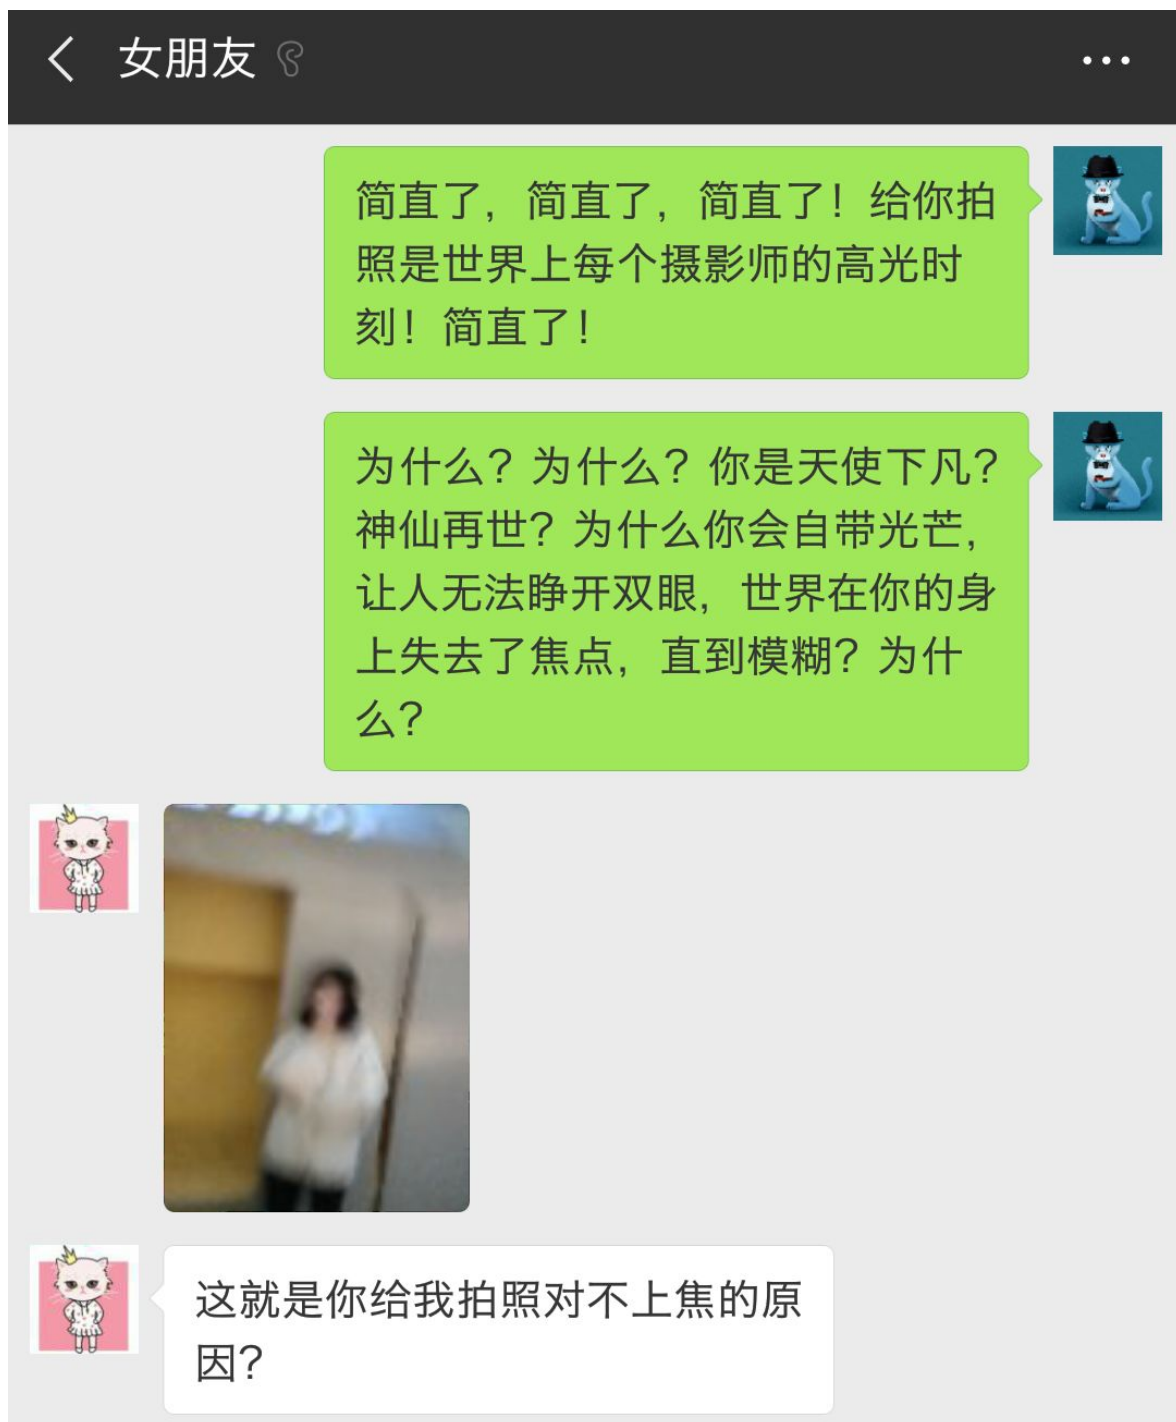 女朋友
简直了，简直了，简直了！给你拍
照是世界上每个摄影师的高光时
刻！简直了！
为什么？为什么？你是天使下凡？
神仙再世？为什么你会自带光芒，
让人无法睁开双眼，世界在你的身
上失去了焦点，直到模糊？为什
么？
这就是你给我拍照对不上焦的原
因？